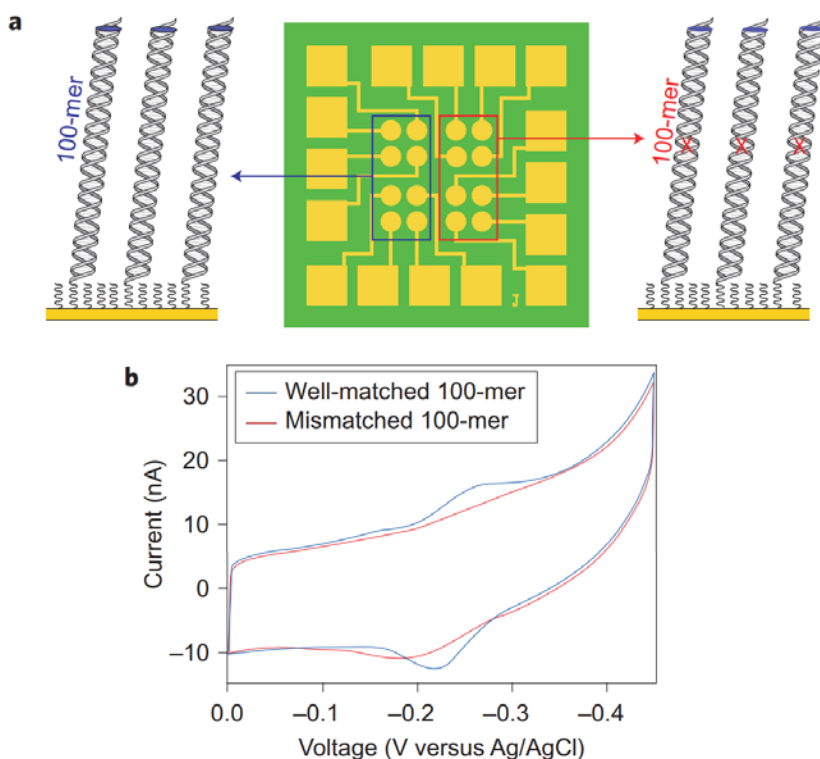 a
100-mer
100-mer
b
Well-matched 100-mer
Mismatched 100-mer
30
20
10
0
–10
Current (nA)
0.0 –0.1 –0.2 –0.3 –0.4
Voltage (V versus Ag/AgCl)